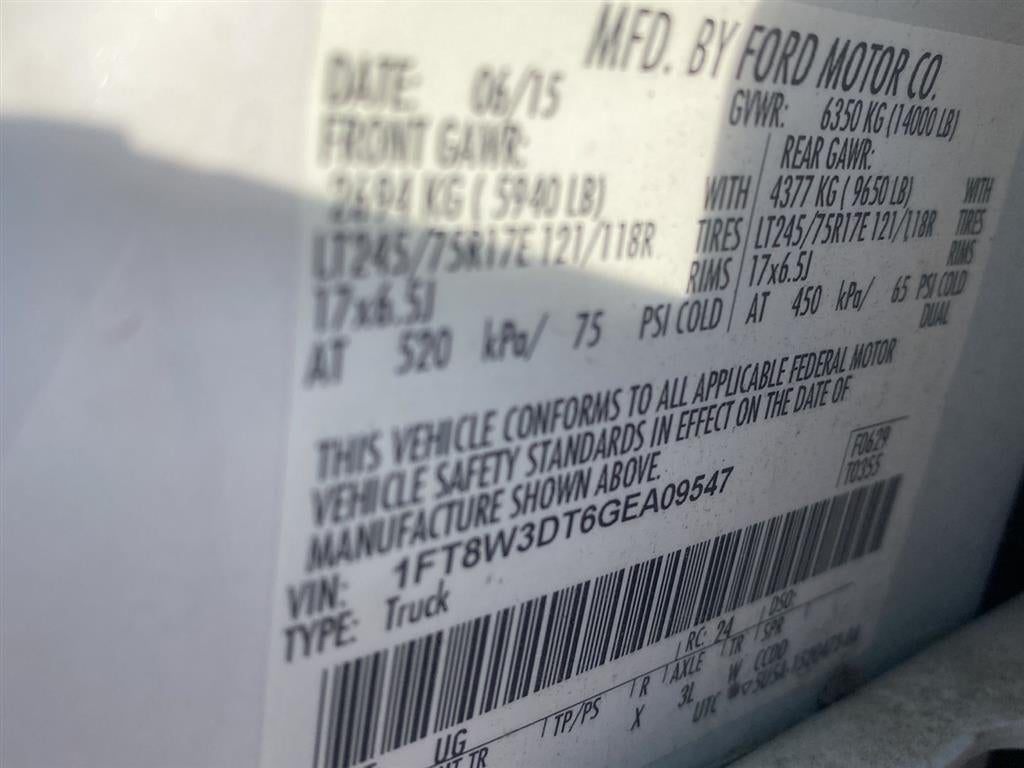 MFD. BY FORD MOTOR CO.
DATE: 06/15 GVWR: 6350 KG (14000 LB)
FRONT GAWR: REAR GAWR:
2694 KG ( 5940 LB) WITH 4377 KG ( 9650 LB) WITH
LT245/75R17E 121/118R TIRES LT245/75R17E 121/118R TIRES
17x6.5J RIMS 17x6.5J RIMS
AT 520 kPa/ 75 PSI COLD AT 450 kPa/ 65 PSI COLD
DUAL
THIS VEHICLE CONFORMS TO ALL APPLICABLE FEDERAL MOTOR
VEHICLE SAFETY STANDARDS IN EFFECT ON THE DATE OF
MANUFACTURE SHOWN ABOVE.
F0629
T0355
VIN: 1FT8W3DT6GEA09547
TYPE: Truck
RC: 24 DSO:
UG TP/PS R AXLE TR SPR
X 3L W CCDD
TR UTC